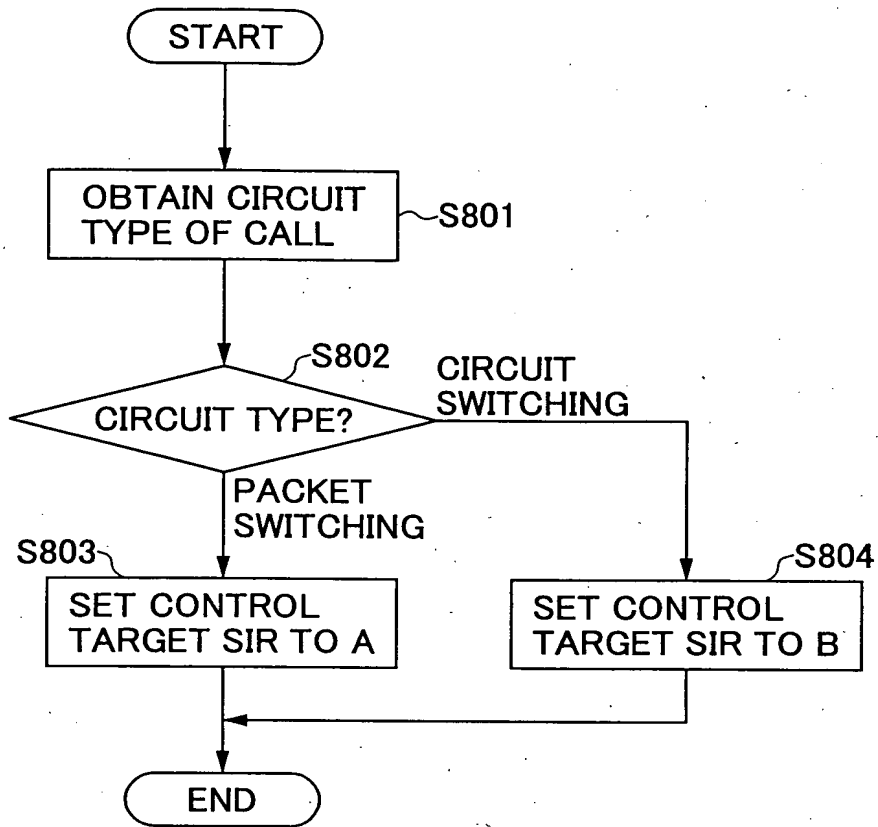 START
OBTAIN CIRCUIT
TYPE OF CALL
S801
S802
CIRCUIT TYPE?
CIRCUIT
SWITCHING
PACKET
SWITCHING
S803
SET CONTROL
TARGET SIR TO A
S804
SET CONTROL
TARGET SIR TO B
END